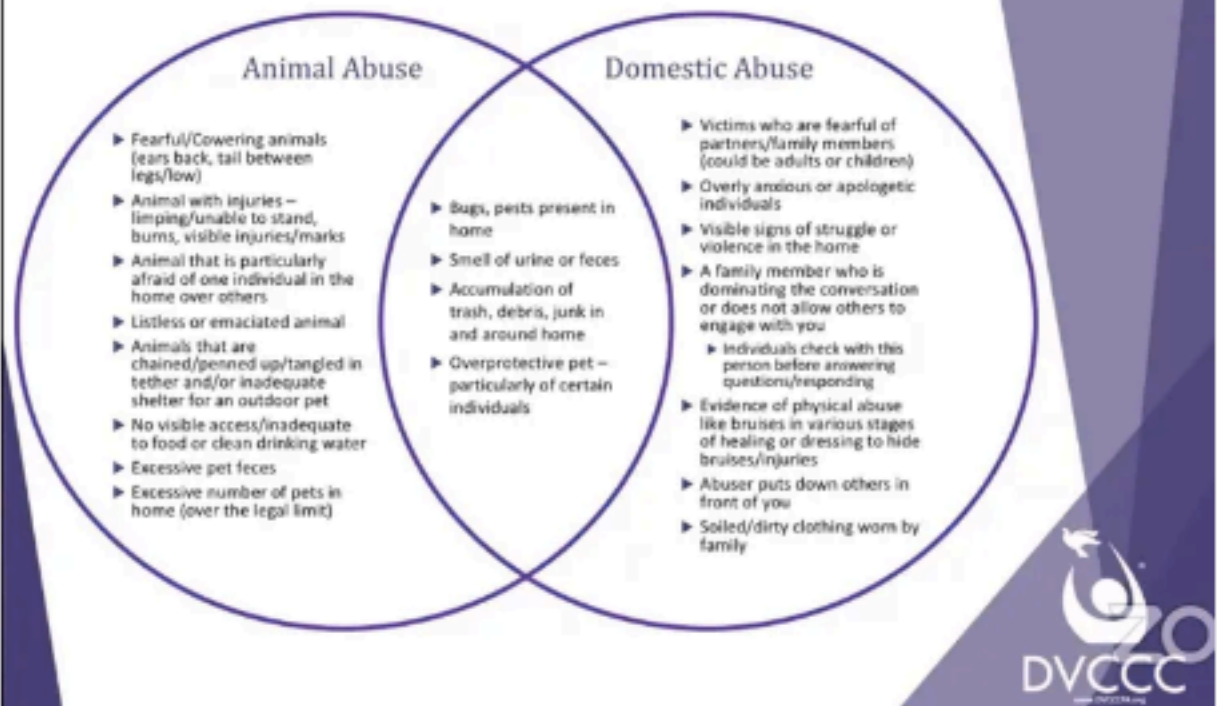 Animal Abuse
Fearful/Cowering animals
(ears back, tail between
legs/low)
Animal with injuries –
limping/unable to stand,
burns, visible injuries/marks
Animal that is particularly
afraid of one individual in the
home over others
Listless or emaciated animal
Animals that are
chained/penned up/tangled in
tether and/or inadequate
shelter for an outdoor pet
No visible access/inadequate
to food or clean drinking water
Excessive pet feces
Excessive number of pets in
home (over the legal limit)
Bugs, pests present in
home
Smell of urine or feces
Accumulation of
trash, debris, junk in
and around home
Overprotective pet –
particularly of certain
individuals
Domestic Abuse
Victims who are fearful of
partners/family members
(could be adults or children)
Overly anxious or apologetic
individuals
Visible signs of struggle or
violence in the home
A family member who is
dominating the conversation
or does not allow others to
engage with you
Individuals check with this
person before answering
questions/responding
Evidence of physical abuse
like bruises in various stages
of healing or dressing to hide
bruises/injuries
Abuser puts down others in
front of you
Soiled/dirty clothing worn by
family
zo
DVCCC